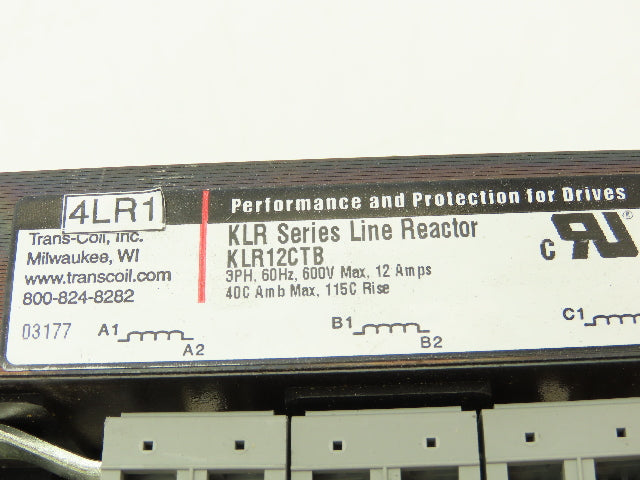 4LR1
Trans-Coil, Inc.
Milwaukee, WI
www.transcoil.com
800-824-8282
03177
Performance and Protection for Drives
KLR Series Line Reactor
KLR12CTB
3PH, 60Hz, 600V Max, 12 Amps
40C Amb Max, 115C Rise
C RU ®
A1
A2
B1
B2
C1